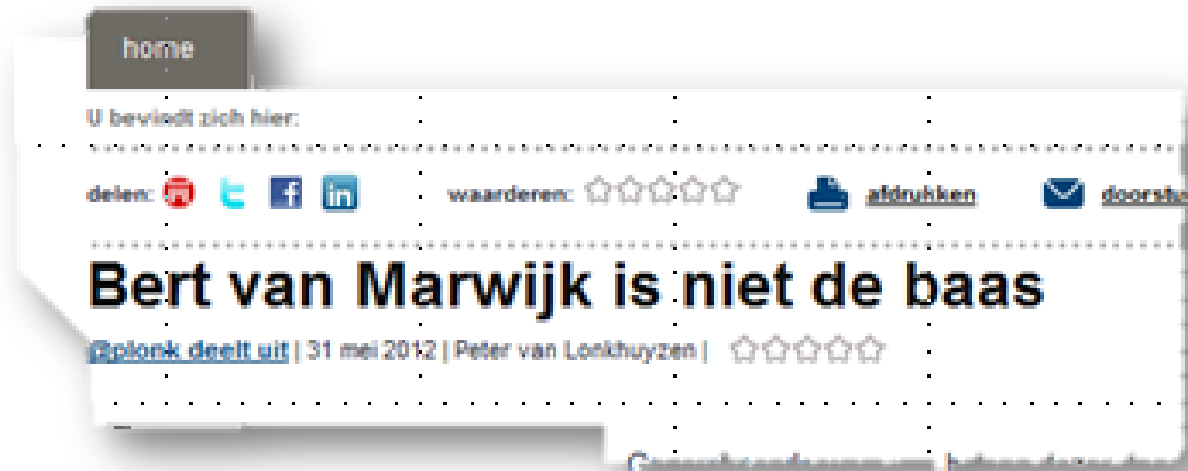 home
U bevindt zich hier:
delen: waarderen: afdrukken
Bert van Marwijk is niet de baas
@plonk deelt uit | 31 mei 2012 | Peter van Lonkhuyzen |